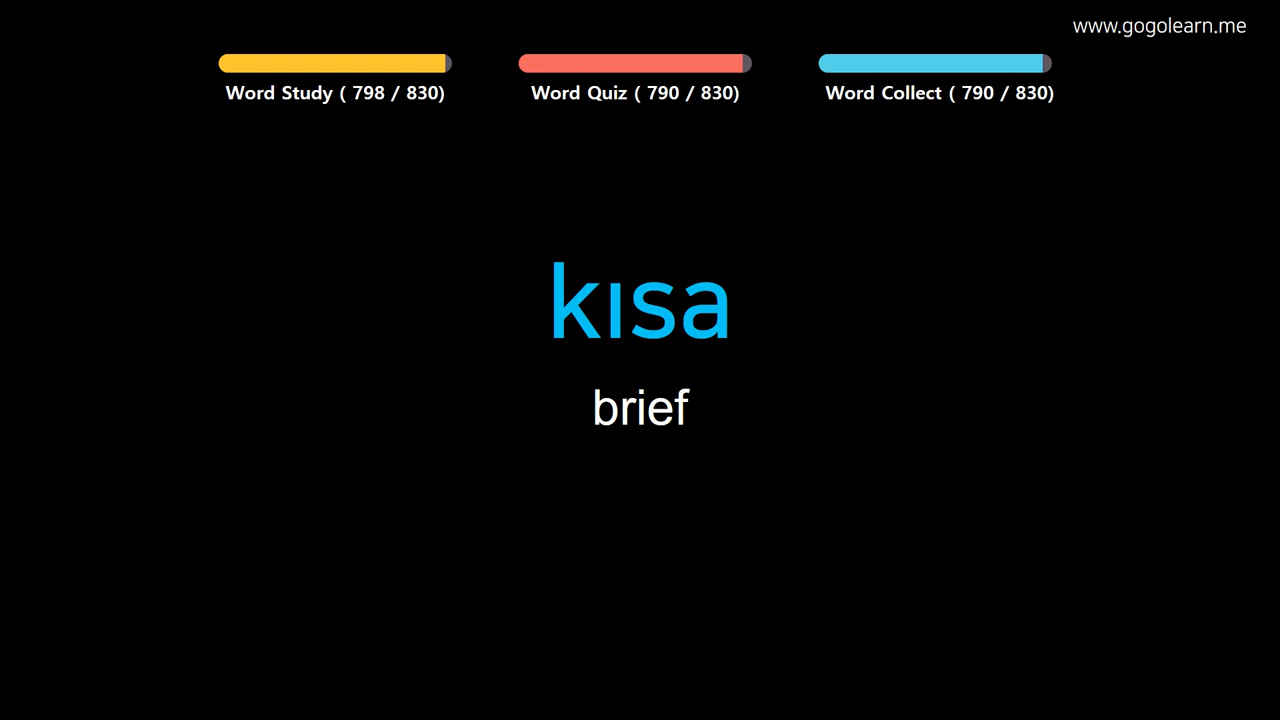 www.gogolearn.me
Word Study ( 798 / 830)
Word Quiz ( 790 / 830)
Word Collect ( 790 / 830)
kısa
brief